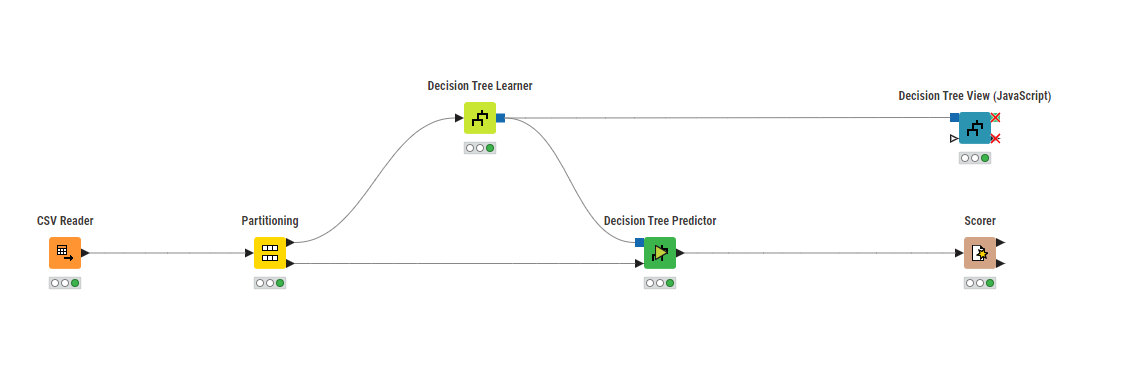 Decision Tree Learner
Decision Tree View (JavaScript)
CSV Reader
Partitioning
Decision Tree Predictor
Scorer